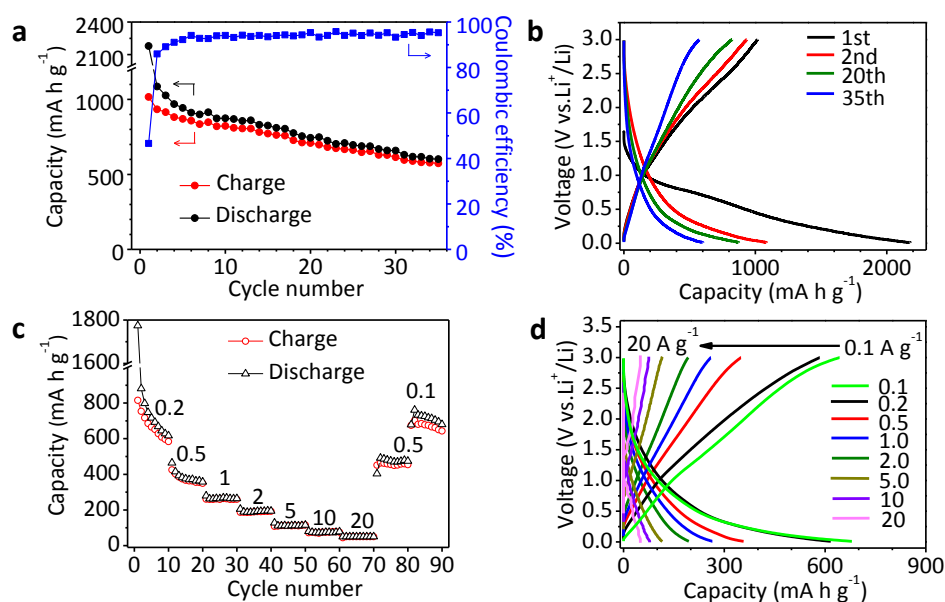 a
Capacity (mA h g-1)
2400
2100
1000
500
0
Charge
Discharge
0 10 20 30
Cycle number
100
80
60
40
20
0
Coulombic efficiency (%)
b
Voltage (V vs.Li+/Li)
3.0
2.5
2.0
1.5
1.0
0.5
0.0
1st
2nd
20th
35th
0 1000 2000
Capacity (mA h g-1)
c
Capacity (mA h g-1)
1800
1600
800
600
400
200
0
Charge
Discharge
0.2
0.5
1
2
5
10
20
0.5
0.1
0 10 20 30 40 50 60 70 80 90
Cycle number
d
Voltage (V vs.Li+/Li)
3.5
3.0
2.5
2.0
1.5
1.0
0.5
0.0
20 A g-1
0.1 A g-1
0.1
0.2
0.5
1.0
2.0
5.0
10
20
0 300 600 900
Capacity (mA h g-1)